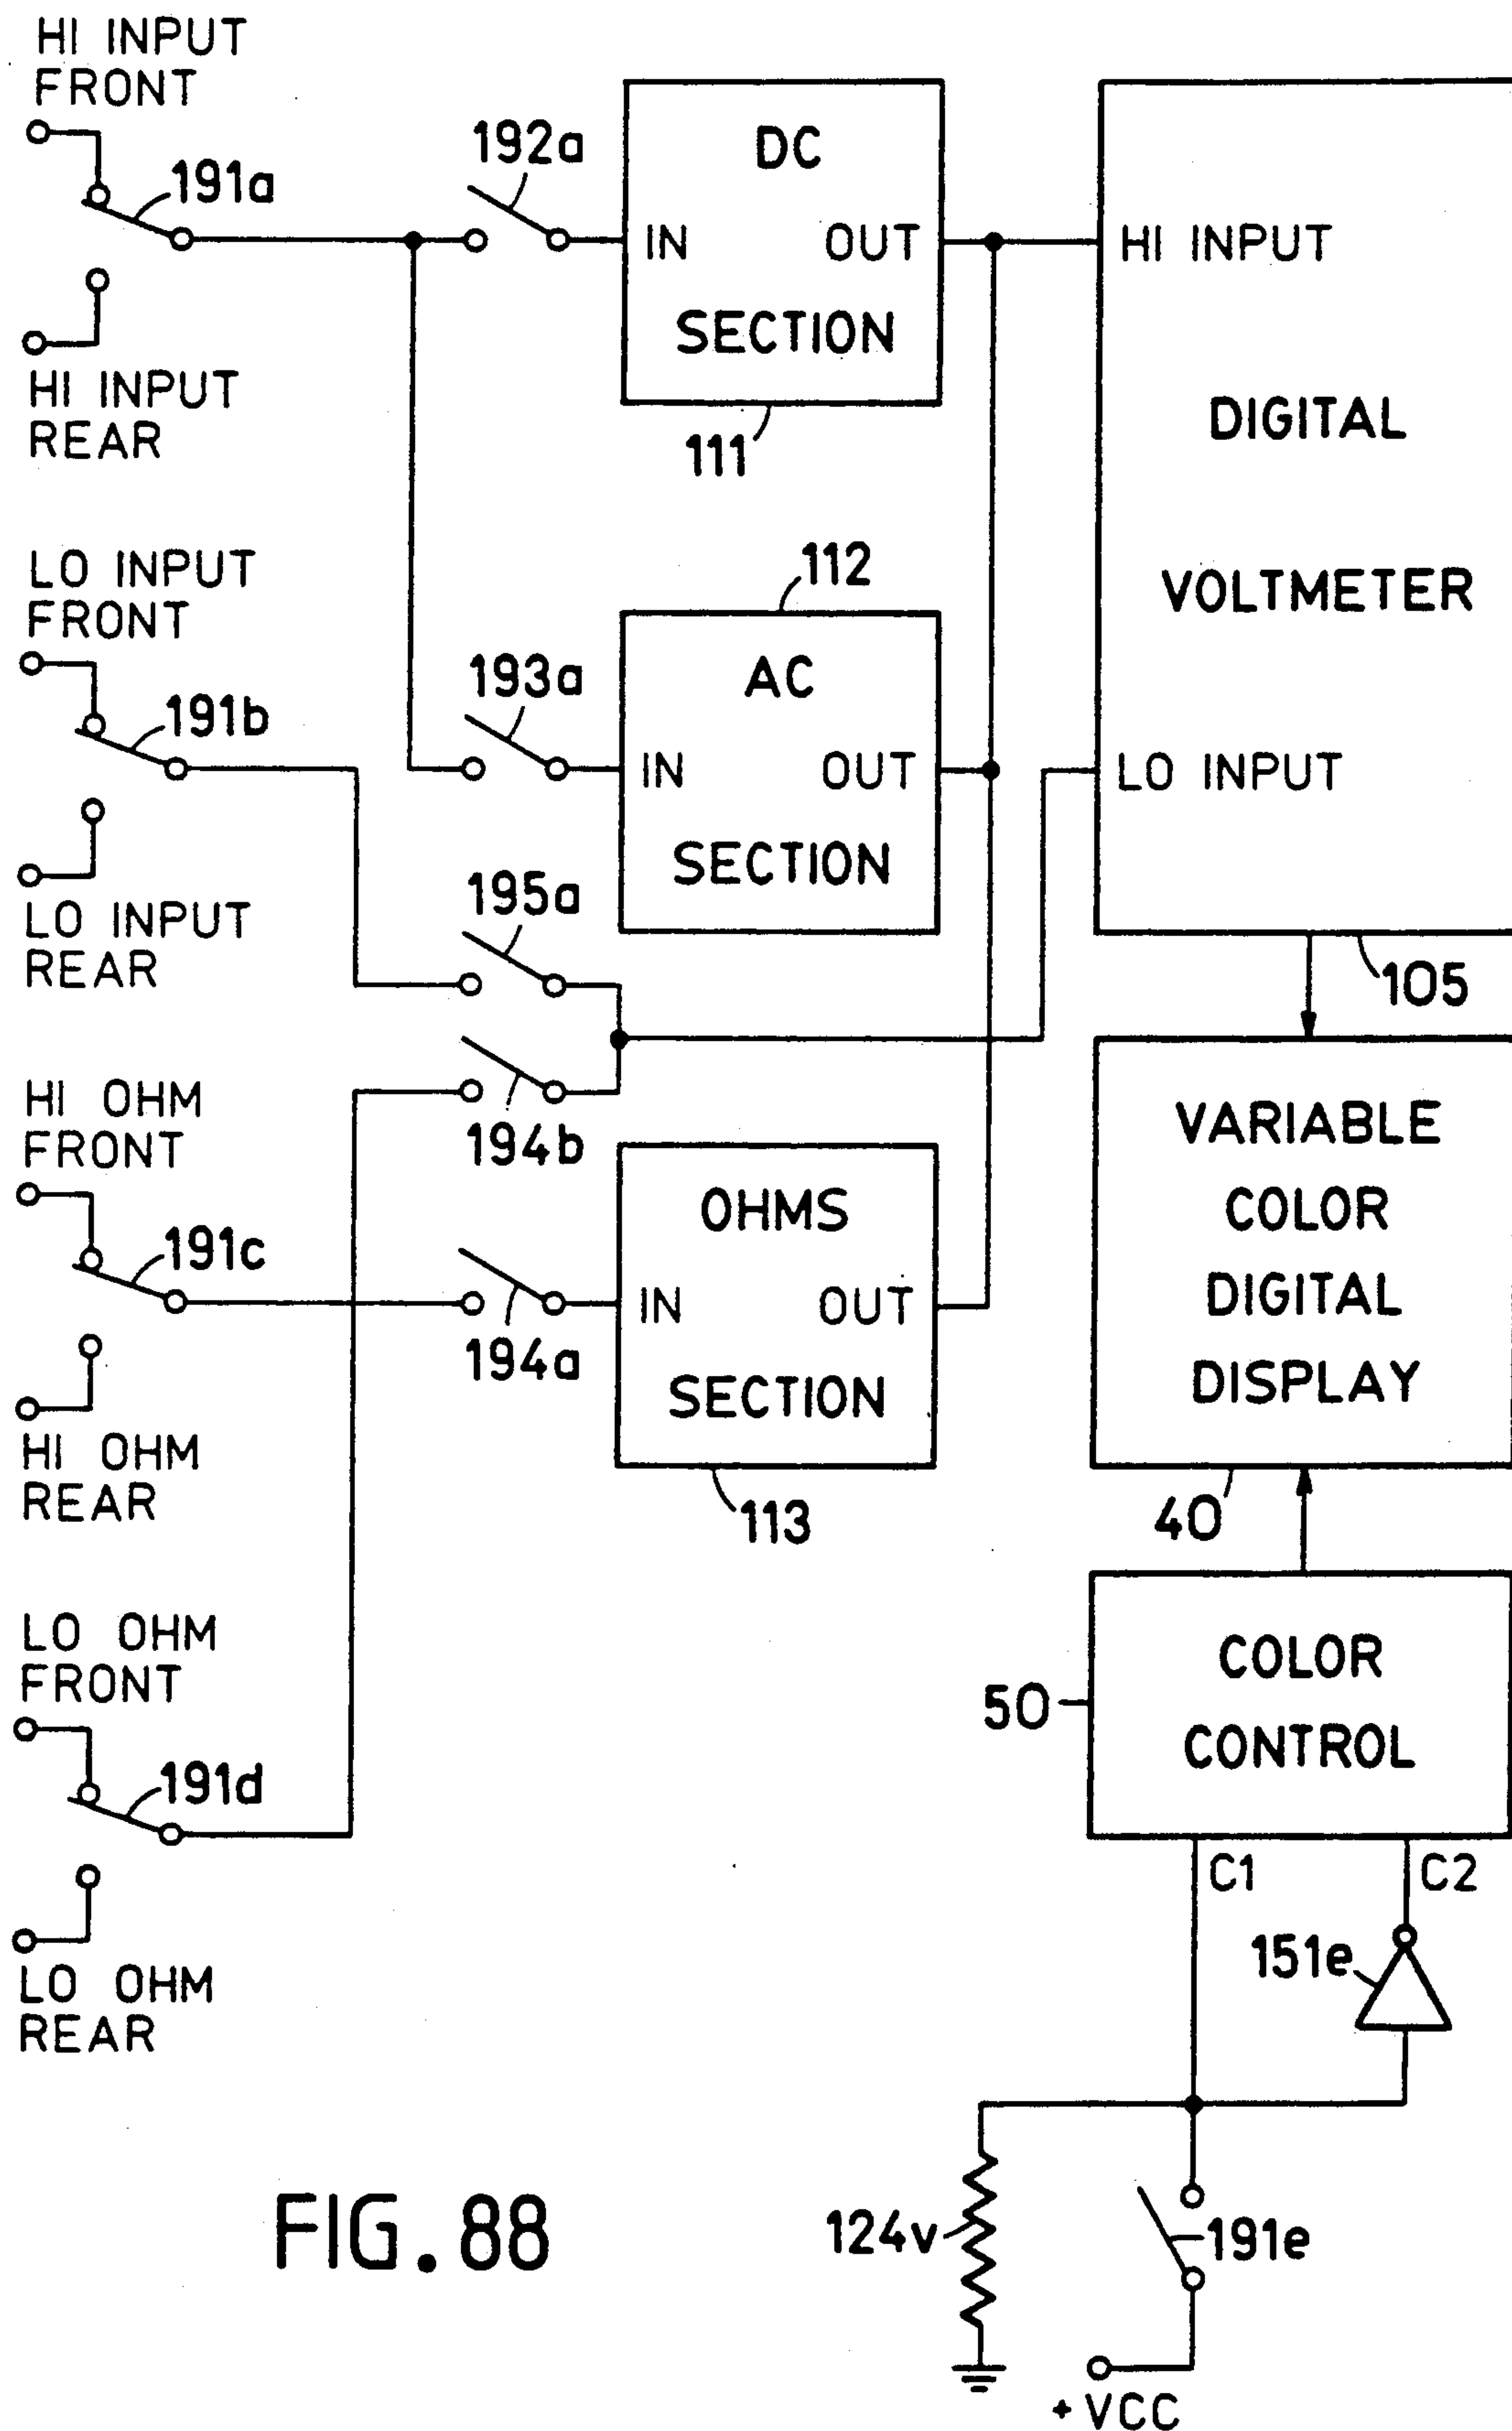 HI INPUT
FRONT
191a
HI INPUT
REAR
192a
DC
IN OUT
SECTION
111
HI INPUT
DIGITAL
VOLTMETER
LO INPUT
105
LO INPUT
FRONT
191b
LO INPUT
REAR
112
193a
AC
IN OUT
SECTION
195a
194b
HI OHM
FRONT
191c
HI OHM
REAR
194a
OHMS
IN OUT
SECTION
113
VARIABLE
COLOR
DIGITAL
DISPLAY
40
LO OHM
FRONT
191d
LO OHM
REAR
50
COLOR
CONTROL
C1 C2
151e
124v
191e
+VCC
FIG. 88